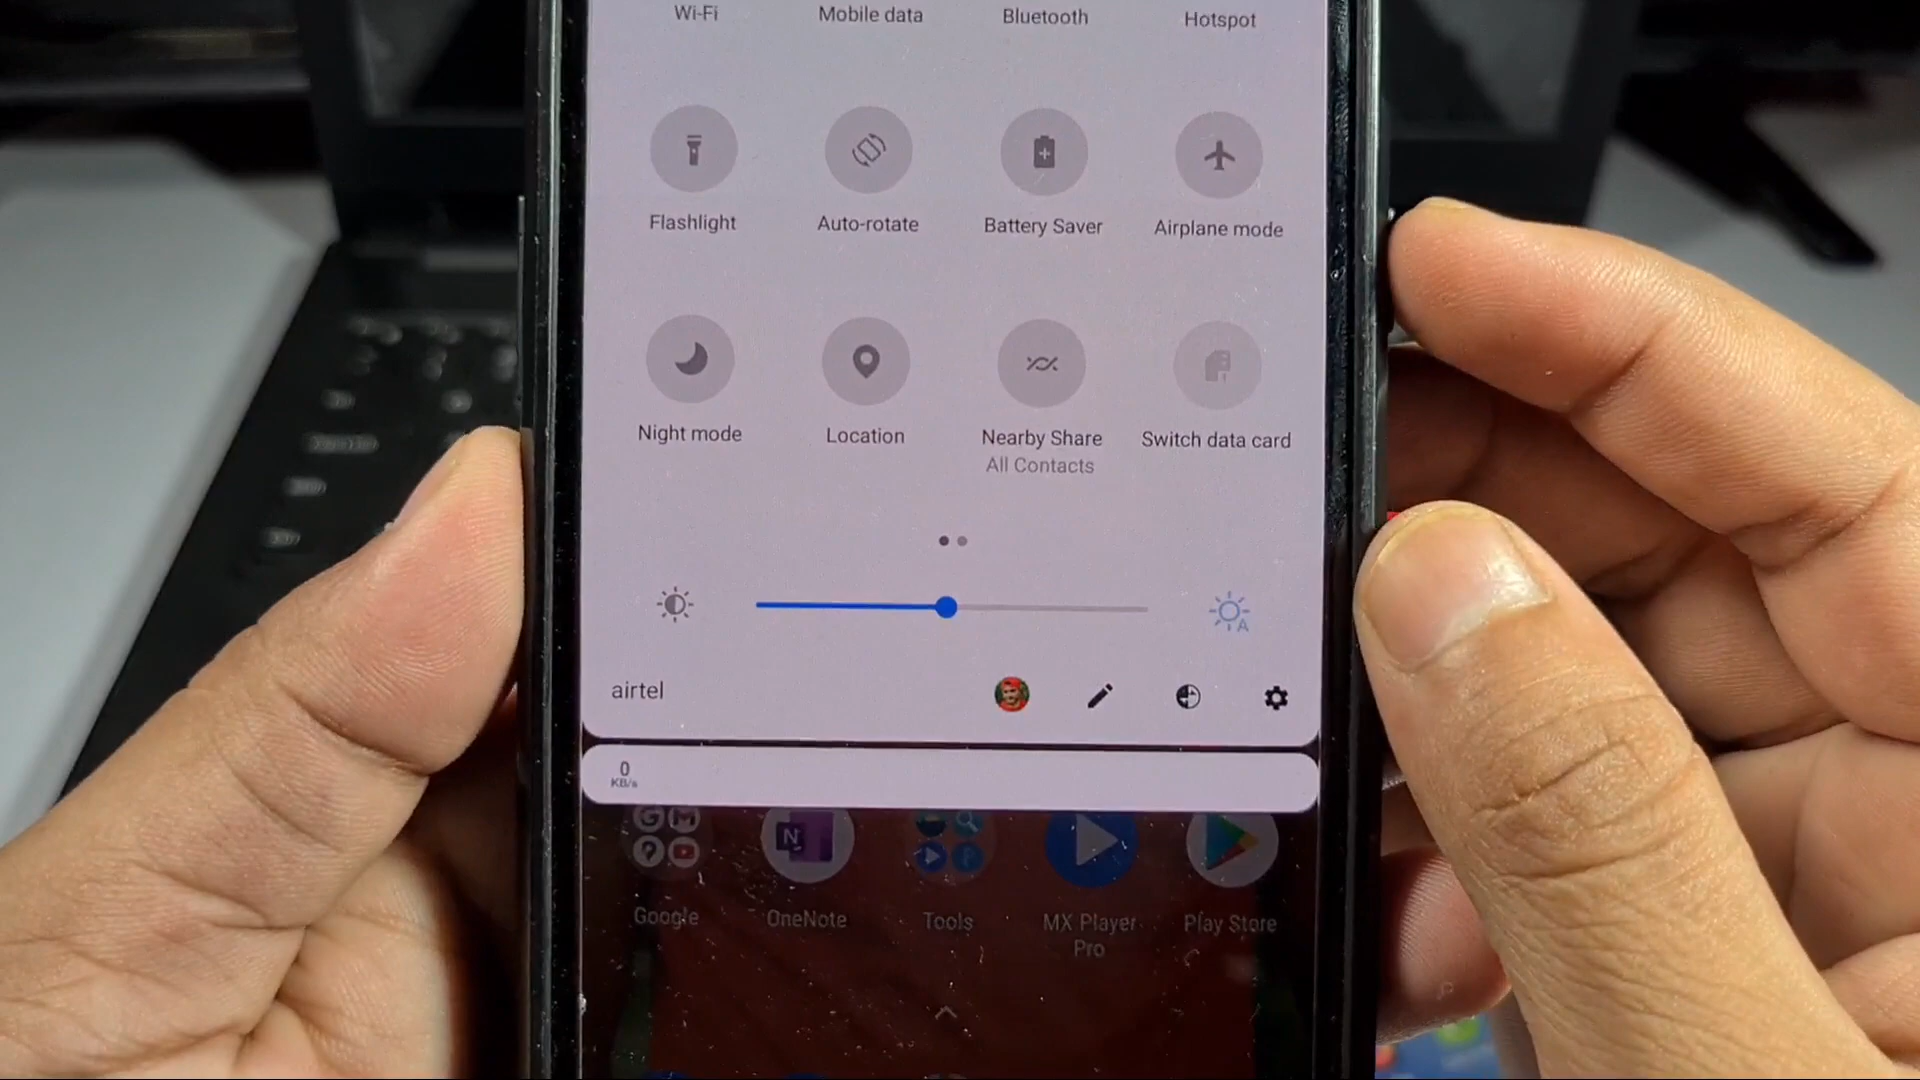 Wi-Fi Mobile data Bluetooth Hotspot
Flashlight Auto-rotate Battery Saver Airplane mode
Night mode Location Nearby Share Switch data card
All Contacts
A
airtel
0
KB/s
N
Google OneNote Tools MX Player Play Store
Pro